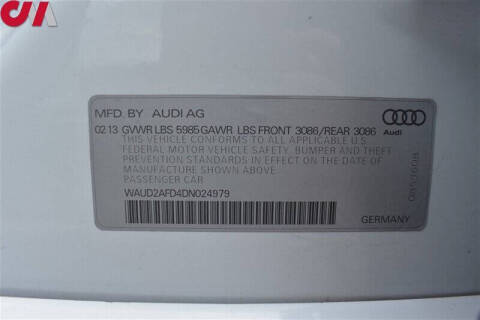 CIA
MFD. BY AUDI AG
02 13 GVWR LBS 5985 GAWR LBS FRONT 3086/REAR 3086
THIS VEHICLE CONFORMS TO ALL APPLICABLE
FEDERAL MOTOR VEHICLE SAFETY, BUMPER AND THEFT
PREVENTION STANDARDS IN EFFECT ON THE DATE
OF MANUFACTURE SHOWN ABOVE.
PASSENGER CAR
WAUD2AFD4DN024979
Audi
GERMANY